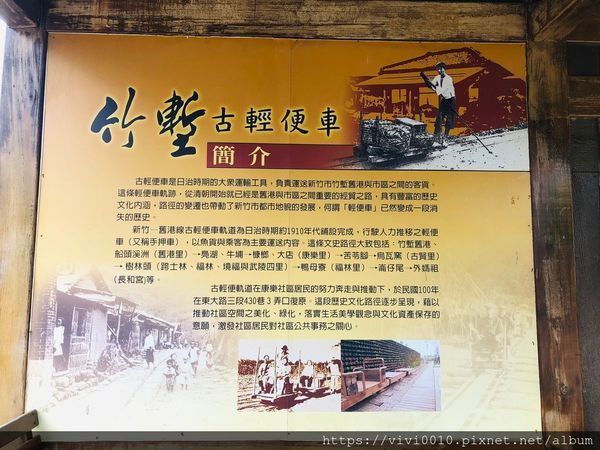 竹塹古輕便車
簡介
古輕便車是日治時期的大眾運輸工具，負責運送新竹市竹塹舊港與市區之間的客貨。
這條輕便車軌跡，從清朝開始就已經是舊港與市區之間重要的經貿之路，具有豐富的歷史
文化內涵，路徑的變遷也帶動了新竹市都市地貌的發展，何謂「輕便車」已然變成一段消
失的歷史。
新竹－舊港線古輕便車軌道為日治時期約1910年代舖設完成，行駛人力推移之輕便
車（又稱手押車），以魚貨與乘客為主要運送內容。這條文史路徑大致包括：竹塹舊港、
船頭溪洲（舊港里）→鳧湖、牛埔→糠榔、大店（康樂里）→苦苓腳→烏瓦窯（古賢里）
→樹林頭（跨士林、福林、境福與武陵四里）→鴨母寮（福林里）→崙仔尾→外媽祖
(長和宮)等。
古輕便軌道在康樂社區居民的努力奔走與推動下，於民國100年
在東大路三段430巷3弄口復原。這段歷史文化路徑逐步呈現，藉以
推動社區空間之美化、綠化，落實生活美學觀念與文化資產保存的
意願，激發社區居民對社區公共事務之關心。
https://vivi0010.pixnet.net/album